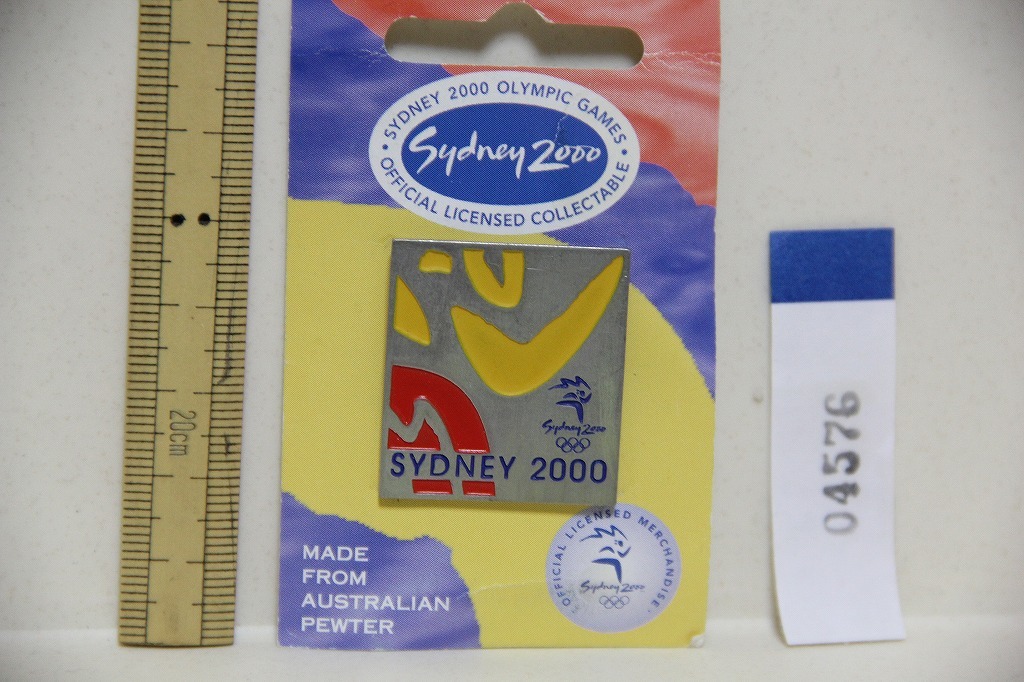 SYDNEY 2000 OLYMPIC GAMES
Sydney 2000
OFFICIAL LICENSED COLLECTABLE
Sydney 2000
SYDNEY 2000
20cm
04576
MADE
FROM
AUSTRALIAN
PEWTER
OFFICIAL LICENSED MERCHANDISE
Sydney 2000